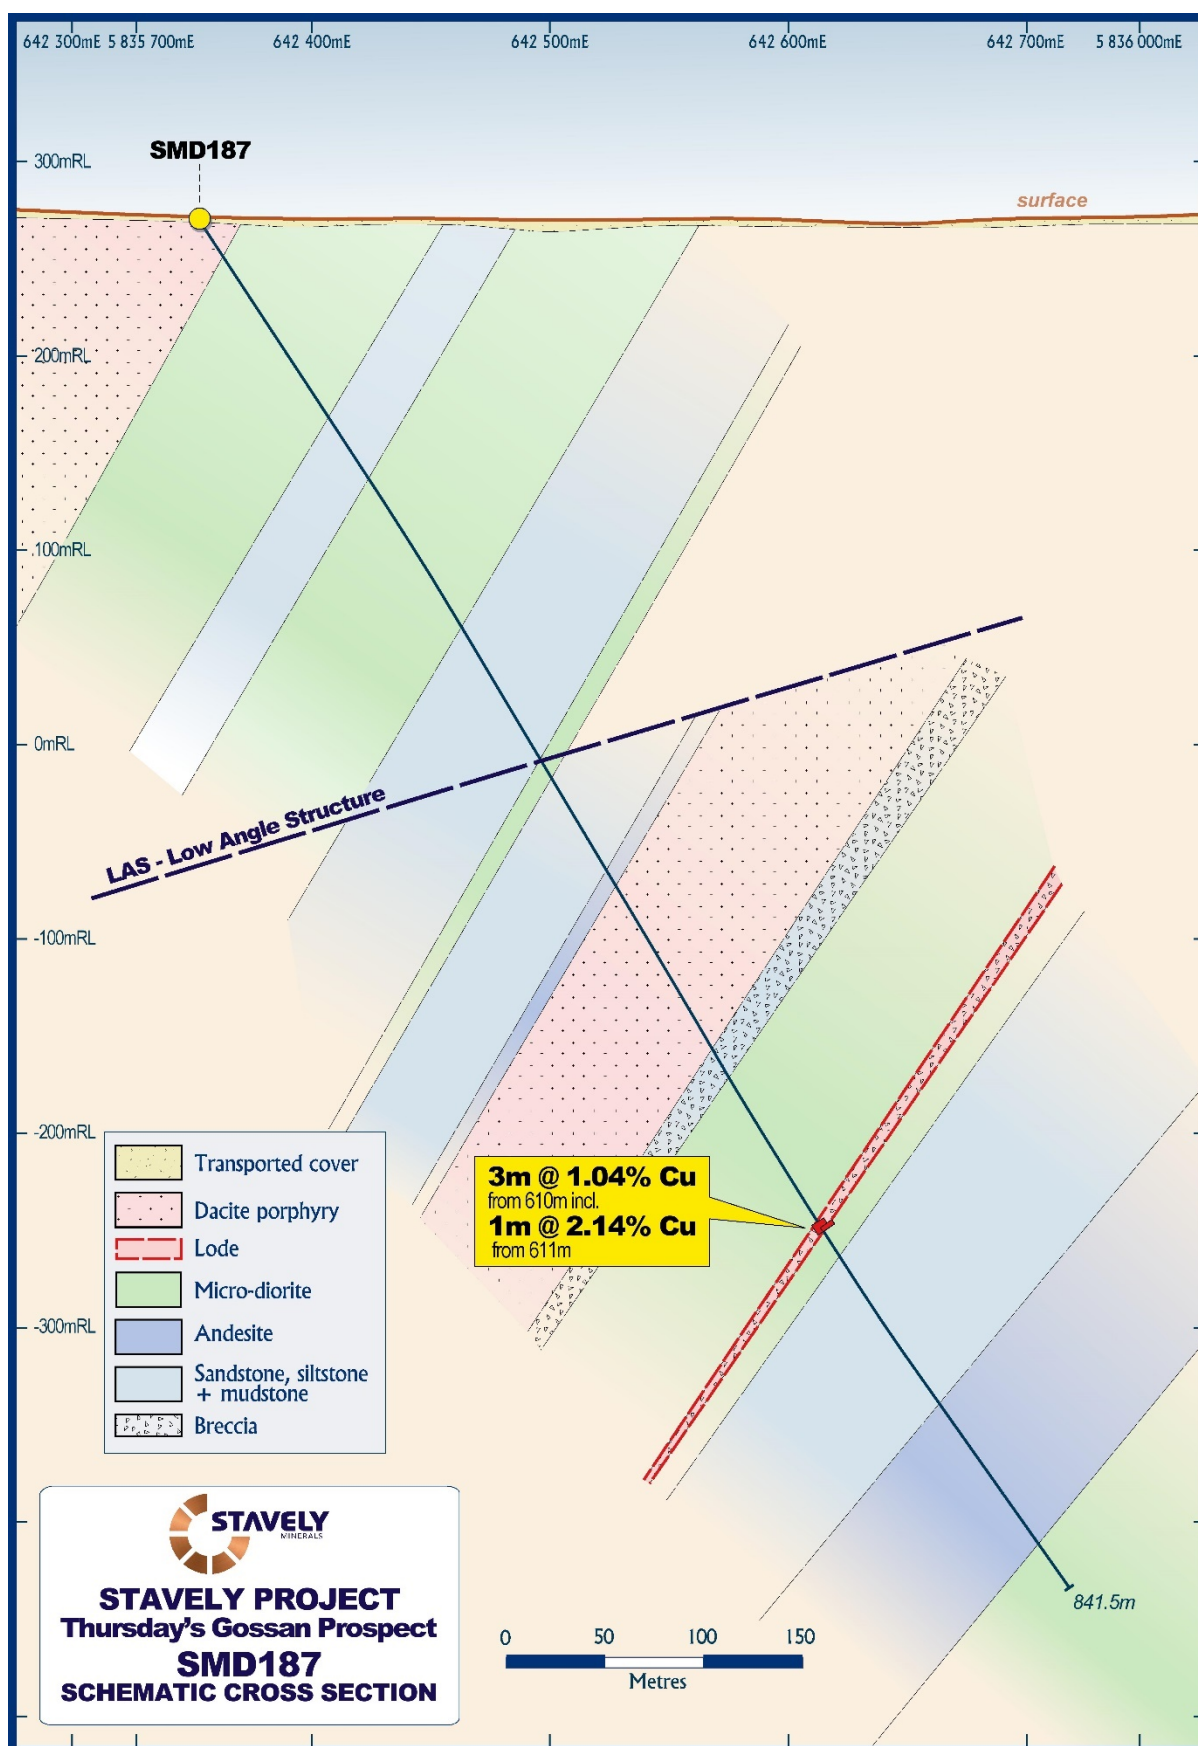 642 300mE 5 835 700mE 642 400mE 642 500mE 642 600mE 642 700mE 5 836 000mE
300mRL
SMD187
surface
200mRL
100mRL
0mRL
LAS - Low Angle Structure
-100mRL
-200mRL
-300mRL
Transported cover
Dacite porphyry
Lode
Micro-diorite
Andesite
Sandstone, siltstone
+ mudstone
Breccia
3m @ 1.04% Cu
from 610m incl.
1m @ 2.14% Cu
from 611m
841.5m
STAVELY
MINERALS
STAVELY PROJECT
Thursday's Gossan Prospect
SMD187
SCHEMATIC CROSS SECTION
0 50 100 150
Metres